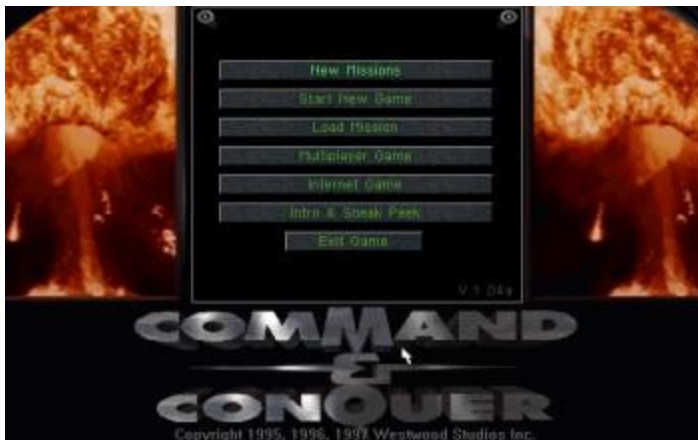 New Missions
Start New Game
Load Mission
Multiplayer Game
Internet Game
Intro & Sneak Peek
Exit Game
V.1.04a
COMMAND
&
CONQUER
Copyright 1995, 1996, 1997 Westwood Studios Inc.